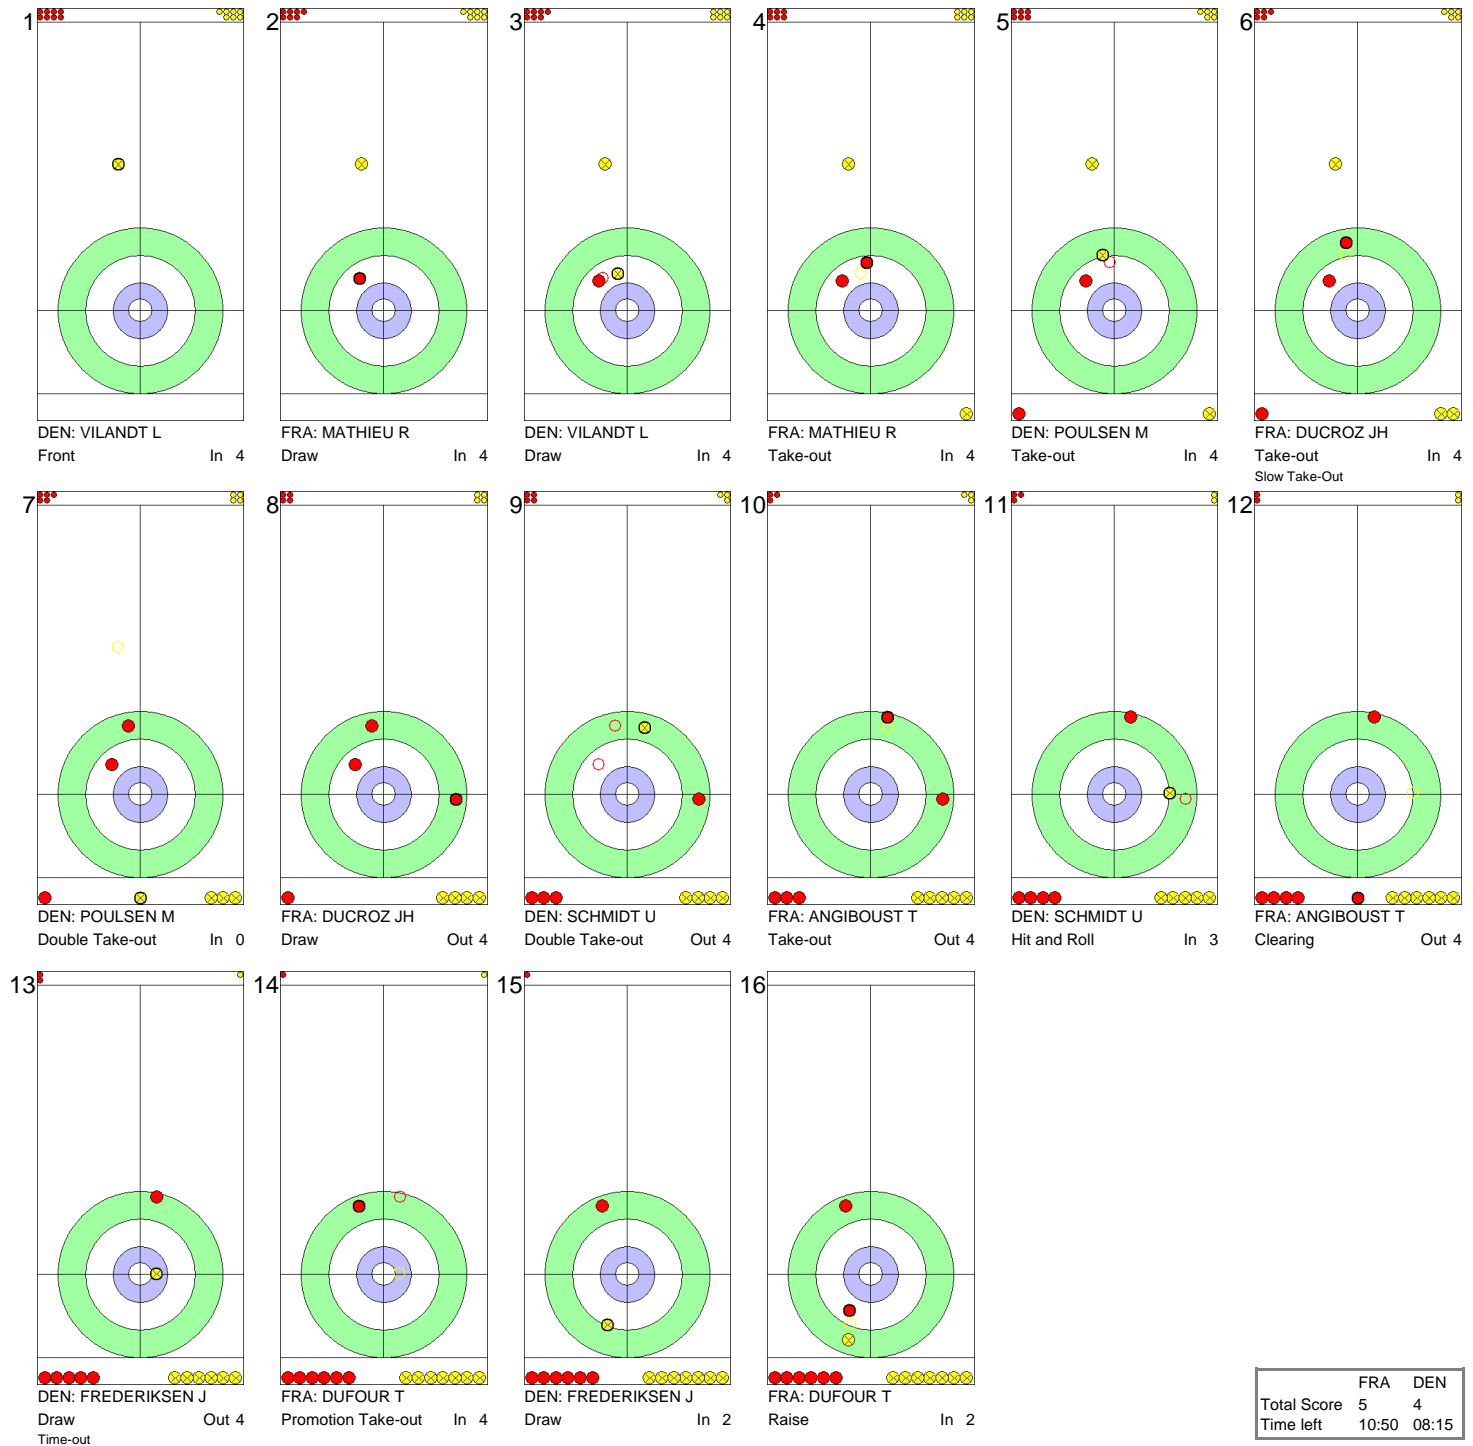 1
2
3
4
5
6
DEN: VILANDT L
Front In 4
FRA: MATHIEU R
Draw In 4
DEN: VILANDT L
Draw In 4
FRA: MATHIEU R
Take-out In 4
DEN: POULSEN M
Take-out In 4
FRA: DUCROZ JH
Take-out In 4
Slow Take-Out
7
8
9
10
11
12
DEN: POULSEN M
Double Take-out In 0
FRA: DUCROZ JH
Draw Out 4
DEN: SCHMIDT U
Double Take-out Out 4
FRA: ANGIBOUST T
Take-out Out 4
DEN: SCHMIDT U
Hit and Roll In 3
FRA: ANGIBOUST T
Clearing Out 4
13
14
15
16
DEN: FREDERIKSEN J
Draw Out 4
Time-out
FRA: DUFOUR T
Promotion Take-out In 4
DEN: FREDERIKSEN J
Draw In 2
FRA: DUFOUR T
Raise In 2
FRA DEN
Total Score 5 4
Time left 10:50 08:15